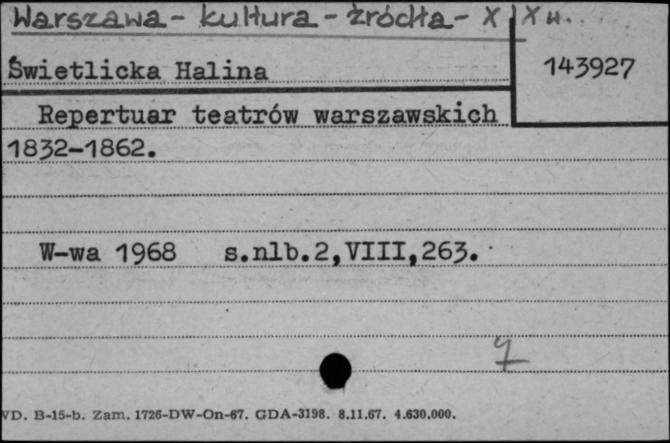 Warszawa - kultura - źródła - XIX w.
Świetlicka Halina
143927
Repertuar teatrów warszawskich
1832-1862.
W-wa 1968 s.nlb.2,VIII,263.
VD. B-15-b. Zam. 1726-DW-On-67. GDA-3198. 8.11.67. 4.630.000.